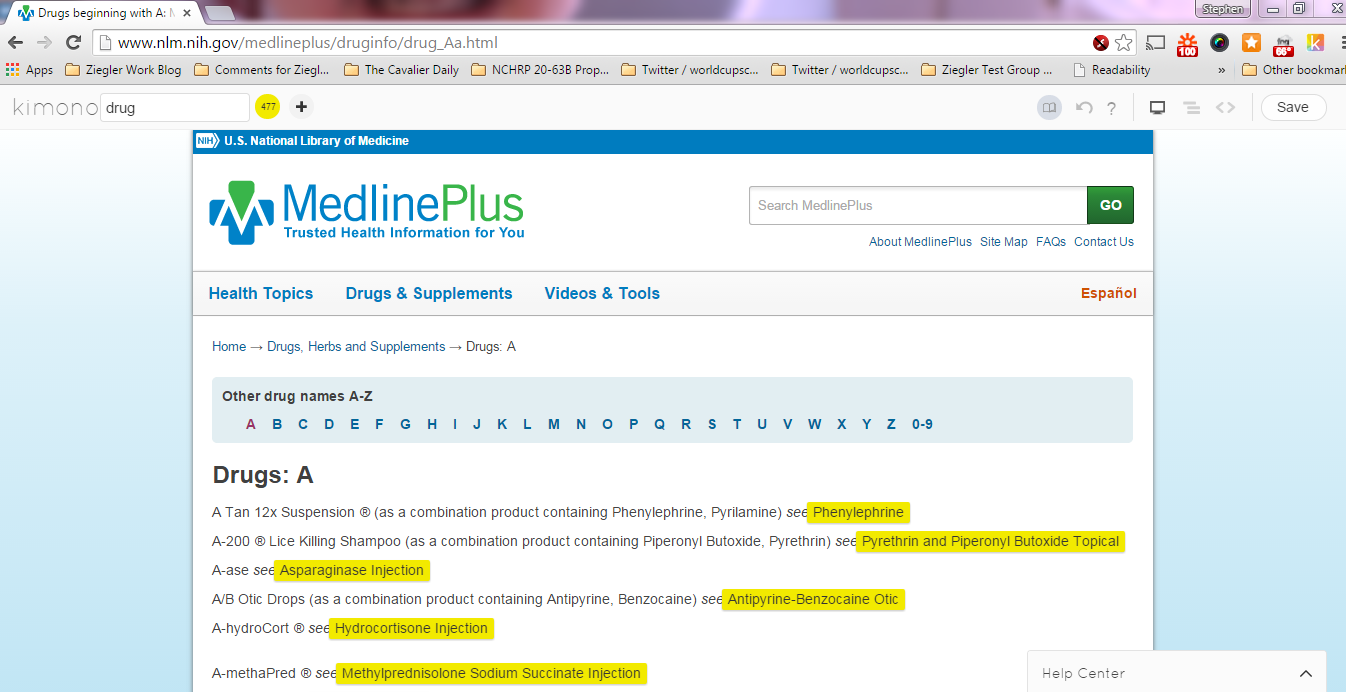 Drugs beginning with A: M
Stephen
www.nlm.nih.gov/medlineplus/druginfo/drug_Aa.html
100
66°
Apps Ziegler Work Blog Comments for Ziegl... The Cavalier Daily NCHRP 20-63B Prop... Twitter / worldcupsc... Twitter / worldcupsc... Ziegler Test Group ... Readability » Other bookmar
kimono drug 477 + ? Save
NIH U.S. National Library of Medicine
MedlinePlus
Trusted Health Information for You
Search MedlinePlus GO
About MedlinePlus Site Map FAQs Contact Us
Health Topics Drugs & Supplements Videos & Tools Español
Home → Drugs, Herbs and Supplements → Drugs: A
Other drug names A-Z
A B C D E F G H I J K L M N O P Q R S T U V W X Y Z 0-9
Drugs: A
A Tan 12x Suspension ® (as a combination product containing Phenylephrine, Pyrilamine) see Phenylephrine
A-200 ® Lice Killing Shampoo (as a combination product containing Piperonyl Butoxide, Pyrethrin) see Pyrethrin and Piperonyl Butoxide Topical
A-ase see Asparaginase Injection
A/B Otic Drops (as a combination product containing Antipyrine, Benzocaine) see Antipyrine-Benzocaine Otic
A-hydroCort ® see Hydrocortisone Injection
A-methaPred ® see Methylprednisolone Sodium Succinate Injection
Help Center